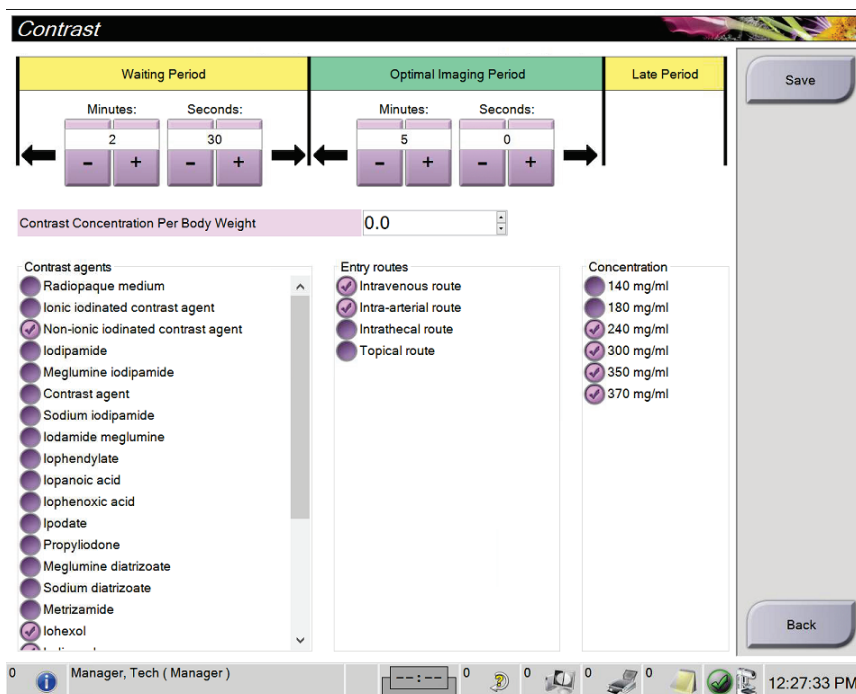 Contrast
Waiting Period
Optimal Imaging Period
Late Period
Save
Minutes:
Seconds:
Minutes:
Seconds:
2
30
5
0
-
+
-
+
-
+
-
+
Contrast Concentration Per Body Weight
0.0
Contrast agents
Radiopaque medium
Ionic iodinated contrast agent
Non-ionic iodinated contrast agent
Iodipamide
Meglumine iodipamide
Contrast agent
Sodium iodipamide
Iodamide meglumine
Iophendylate
Iopanoic acid
Iophenoxic acid
Ipodate
Propyliodone
Meglumine diatrizoate
Sodium diatrizoate
Metrizamide
Iohexol
Entry routes
Intravenous route
Intra-arterial route
Intrathecal route
Topical route
Concentration
140 mg/ml
180 mg/ml
240 mg/ml
300 mg/ml
350 mg/ml
370 mg/ml
Back
0
Manager, Tech ( Manager )
--:--
0
0
0
0
12:27:33 PM